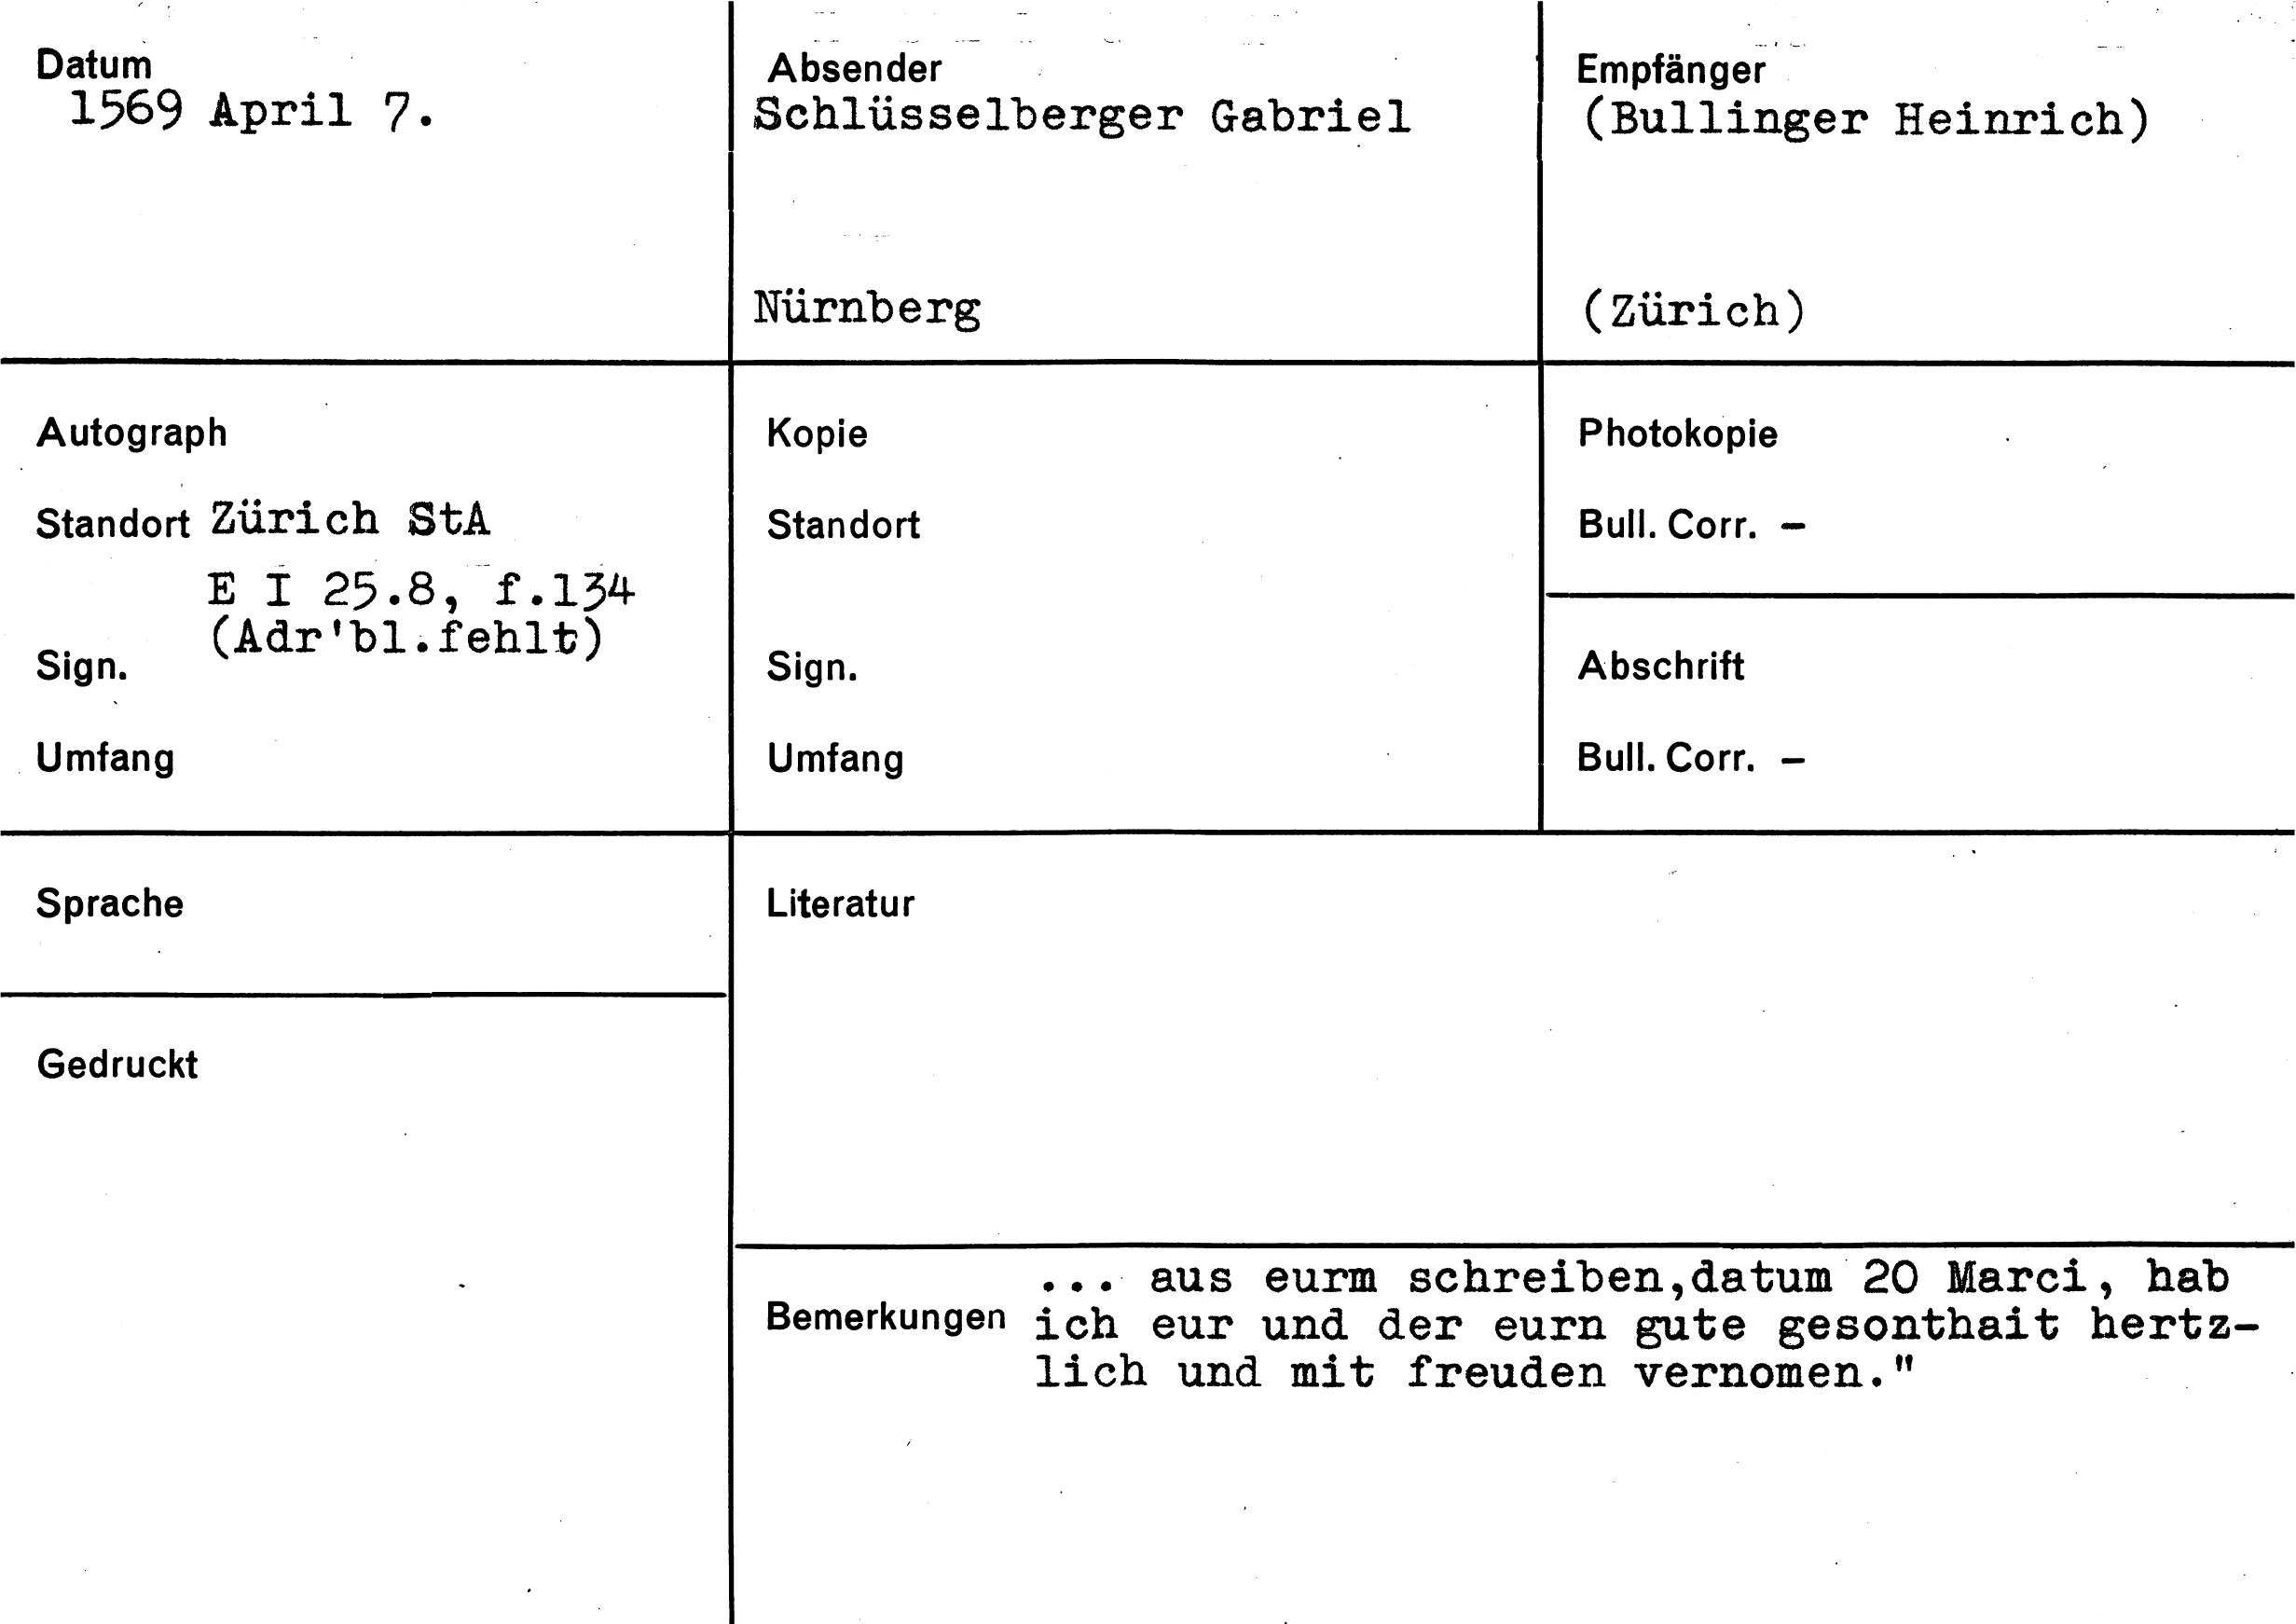 Datum
1569 April 7.
Absender
Schlüsselberger Gabriel
Nürnberg
Empfänger
(Bullinger Heinrich)
(Zürich)
Autograph
Standort Zürich StA
E I 25.8, f.134
(Adr'bl.fehlt)
Sign.
Umfang
Kopie
Standort
Sign.
Umfang
Photokopie
Bull. Corr. –
Abschrift
Bull. Corr. –
Sprache
Gedruckt
Literatur
Bemerkungen
... aus eurm schreiben,datum 20 Marci, hab
ich eur und der eurn gute gesonthait hertz-
lich und mit freuden vernomen."